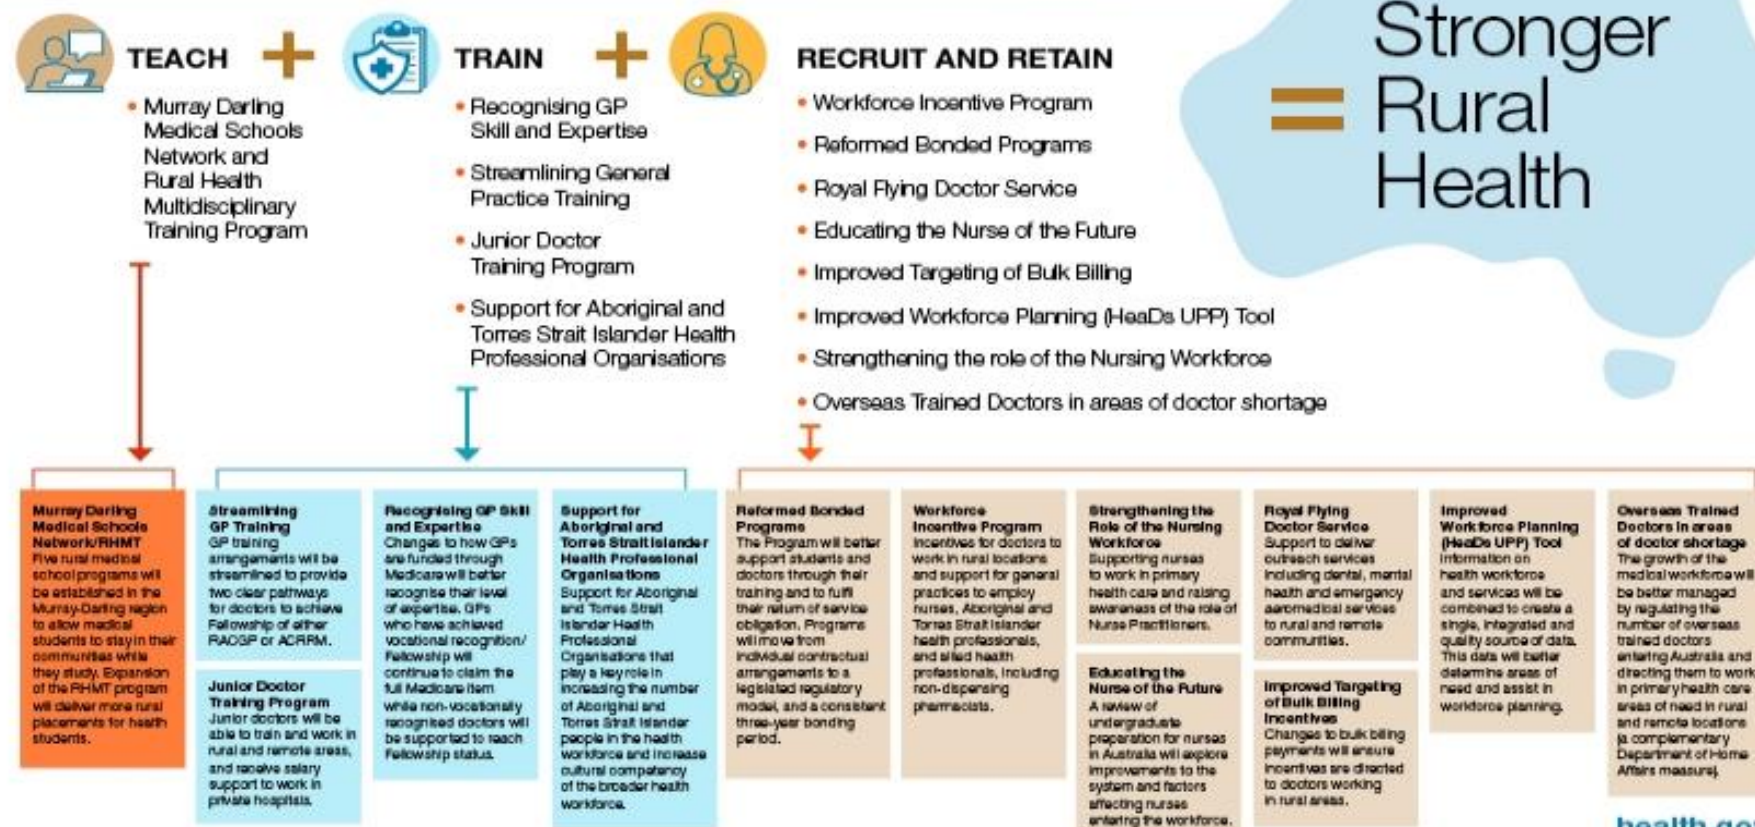 TEACH
+
TRAIN
+
RECRUIT AND RETAIN
=
Stronger
Rural
Health
• Murray Darling
Medical Schools
Network and
Rural Health
Multidisciplinary
Training Program
• Recognising GP
Skill and Expertise
• Streamlining General
Practice Training
• Junior Doctor
Training Program
• Support for Aboriginal and
Torres Strait Islander Health
Professional Organisations
• Workforce Incentive Program
• Reformed Bonded Programs
• Royal Flying Doctor Service
• Educating the Nurse of the Future
• Improved Targeting of Bulk Billing
• Improved Workforce Planning (HeaDs UPP) Tool
• Strengthening the role of the Nursing Workforce
• Overseas Trained Doctors in areas of doctor shortage
Murray Darling
Medical Schools
Network/RHMT
Five rural medical
school programs will
be established in the
Murray-Darling region
to allow medical
students to stay in their
communities while
they study. Expansion
of the RHMT program
will deliver more rural
placements for health
students.
Streamlining
GP Training
GP training
arrangements will be
streamlined to provide
two clear pathways
for doctors to achieve
Fellowship of either
RACGP or ACRRM.
Junior Doctor
Training Program
Junior doctors will be
able to train and work in
rural and remote areas,
and receive salary
support to work in
private hospitals.
Recognising GP Skill
and Expertise
Changes to how GPs
are funded through
Medicare will better
recognise their level
of expertise. GPs
who have achieved
vocational recognition/
Fellowship will
continue to claim the
full Medicare item
while non-vocationally
recognised doctors will
be supported to reach
Fellowship status.
Support for
Aboriginal and
Torres Strait Islander
Health Professional
Organisations
Support for Aboriginal
and Torres Strait
Islander Health
Professional
Organisations that
play a key role in
increasing the number
of Aboriginal and
Torres Strait Islander
people in the health
workforce and increase
cultural competency
of the broader health
workforce.
Reformed Bonded
Programs
The Program will better
support students and
doctors through their
training and to fulfil
their return of service
obligation. Programs
will move from
individual contractual
arrangements to a
legislated regulatory
model, and a consistent
three-year bonding
period.
Workforce
Incentive Program
Incentives for doctors to
work in rural locations
and support for general
practices to employ
nurses, Aboriginal and
Torres Strait Islander
health professionals,
and allied health
professionals, including
non-dispensing
pharmacists.
Strengthening the
Role of the Nursing
Workforce
Supporting nurses
to work in primary
health care and raising
awareness of the role of
Nurse Practitioners.
Educating the
Nurse of the Future
A review of
undergraduate
preparation for nurses
in Australia will explore
improvements to the
system and factors
affecting nurses
entering the workforce.
Royal Flying
Doctor Service
Support to deliver
outreach services
including dental, mental
health and emergency
aeromedical services
to rural and remote
communities.
Improved Targeting
of Bulk Billing
Incentives
Changes to bulk billing
payments will ensure
incentives are directed
to doctors working
in rural areas.
Improved
Workforce Planning
(HeaDs UPP) Tool
Information on
health workforce
and services will be
combined to create a
single, integrated and
quality source of data.
This data will better
determine areas of
need and assist in
workforce planning.
Overseas Trained
Doctors in areas
of doctor shortage
The growth of the
medical workforce will
be better managed
by regulating the
number of overseas
trained doctors
entering Australia and
directing them to work
in primary health care
areas of need in rural
and remote locations
(a complementary
Department of Home
Affairs measure).